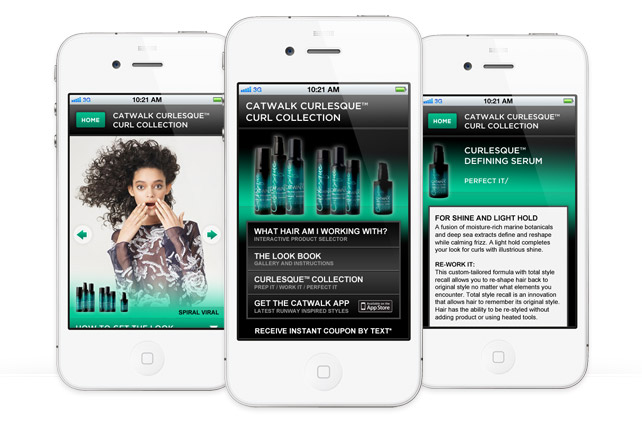 3G 10:21 AM
HOME
CATWALK CURLESQUE™
CURL COLLECTION
SPIRAL VIRAL
HOW TO GET THE LOOK
3G 10:21 AM
CATWALK CURLESQUE™
CURL COLLECTION
WHAT HAIR AM I WORKING WITH?
INTERACTIVE PRODUCT SELECTOR
THE LOOK BOOK
GALLERY AND INSTRUCTIONS
CURLESQUE™ COLLECTION
PREP IT / WORK IT / PERFECT IT
GET THE CATWALK APP
LATEST RUNWAY INSPIRED STYLES
Available on the
App Store
RECEIVE INSTANT COUPON BY TEXT*
3G 10:21 AM
HOME
CATWALK CURLESQUE™
CURL COLLECTION
CURLESQUE™
DEFINING SERUM
PERFECT IT/
FOR SHINE AND LIGHT HOLD
A fusion of moisture-rich marine botanicals
and deep sea extracts define and reshape
while calming frizz. A light hold completes
your look for curls with illustrious shine.
RE-WORK IT:
This custom-tailored formula with total style
recall allows you to re-shape hair back to
original style no matter what elements you
encounter. Total style recall is an innovation
that allows hair to remember its original style.
Hair has the ability to be re-styled without
adding product or using heated tools.